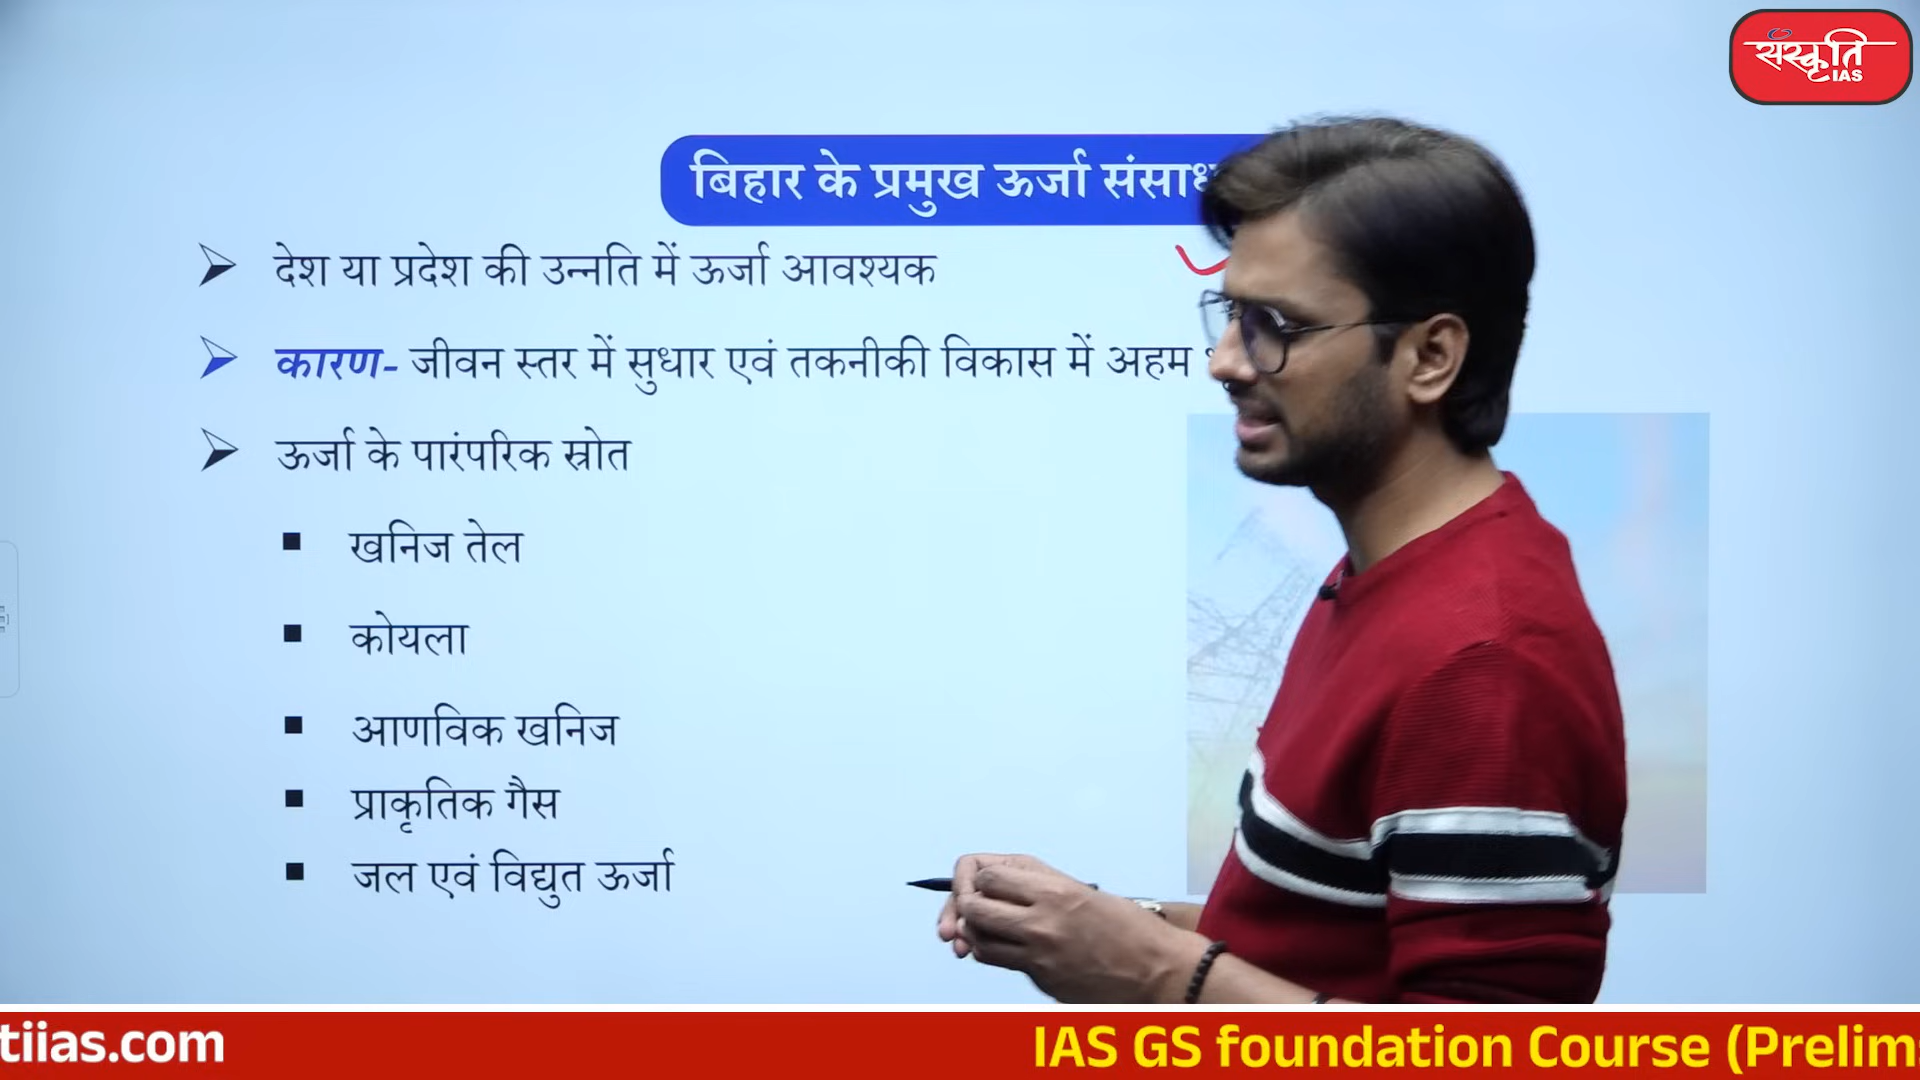 संस्कृति
IAS
बिहार के प्रमुख ऊर्जा
देश या प्रदेश की उन्नति में ऊर्जा आवश्यक
कारण- जीवन स्तर में सुधार एवं तकनीकी विकास में अहम
ऊर्जा के पारंपरिक स्रोत
खनिज तेल
कोयला
आणविक खनिज
प्राकृतिक गैस
जल एवं विद्युत ऊर्जा
tiias.com
IAS GS foundation Course (Prelim